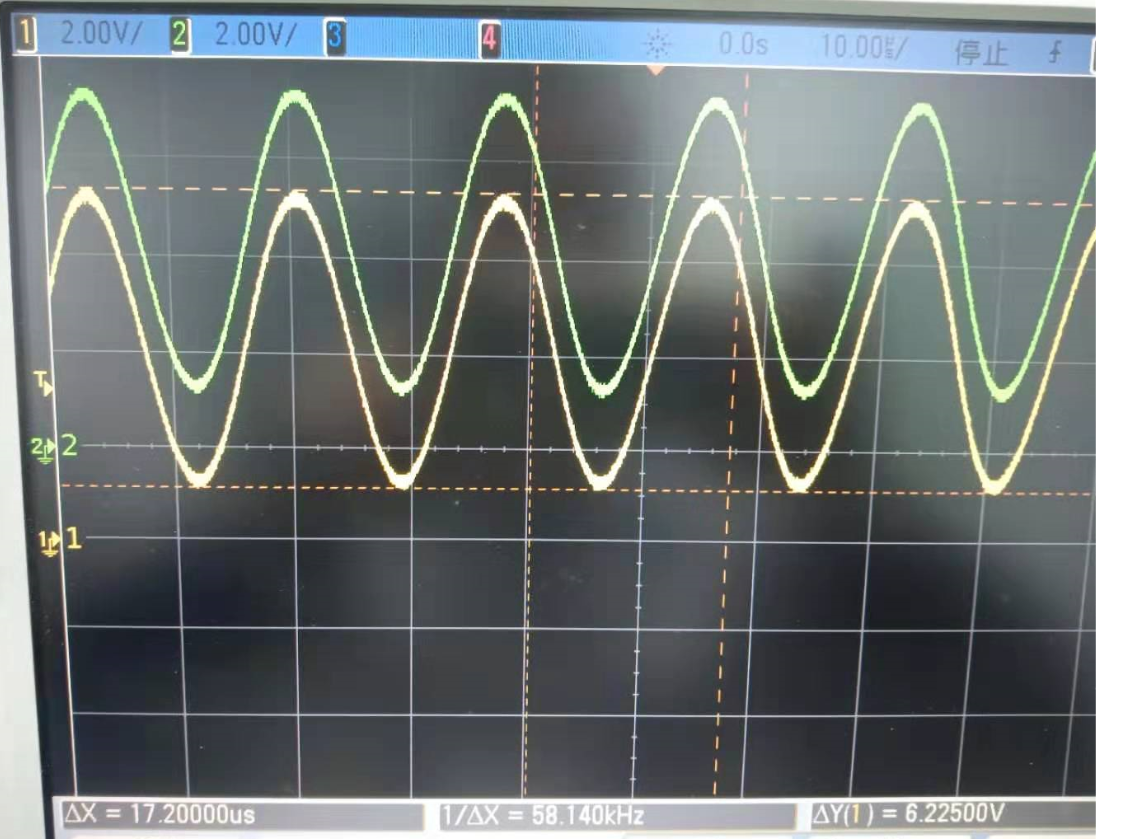 1 2.00V/ 2 2.00V/ 3 4 0.0s 10.00㎲/ 停止
T
2 2
1 1
ΔX = 17.20000us 1/ΔX = 58.140kHz ΔY(1) = 6.22500V